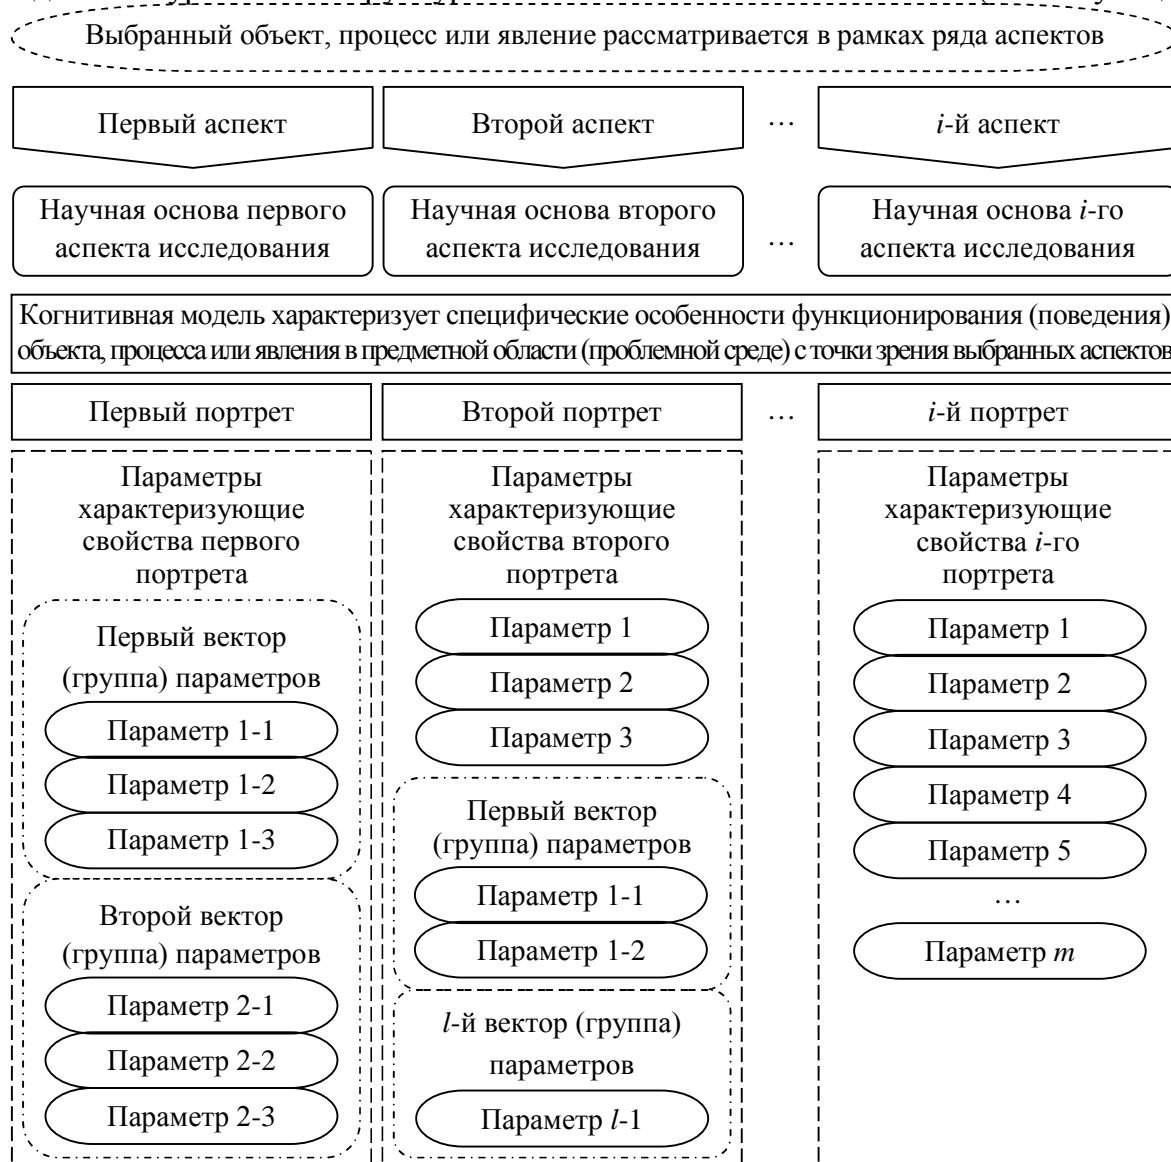 Выбранный объект, процесс или явление рассматривается в рамках ряда аспектов
Первый аспект
Второй аспект
…
i-й аспект
Научная основа первого
аспекта исследования
Научная основа второго
аспекта исследования
…
Научная основа i-го
аспекта исследования
Когнитивная модель характеризует специфические особенности функционирования (поведения)
объекта, процесса или явления в предметной области (проблемной среде) с точки зрения выбранных аспектов
Первый портрет
Второй портрет
…
i-й портрет
Параметры
характеризующие
свойства первого
портрета
Первый вектор
(группа) параметров
Параметр 1-1
Параметр 1-2
Параметр 1-3
Второй вектор
(группа) параметров
Параметр 2-1
Параметр 2-2
Параметр 2-3
Параметры
характеризующие
свойства второго
портрета
Параметр 1
Параметр 2
Параметр 3
Первый вектор
(группа) параметров
Параметр 1-1
Параметр 1-2
l-й вектор (группа)
параметров
Параметр l-1
Параметры
характеризующие
свойства i-го
портрета
Параметр 1
Параметр 2
Параметр 3
Параметр 4
Параметр 5
…
Параметр m